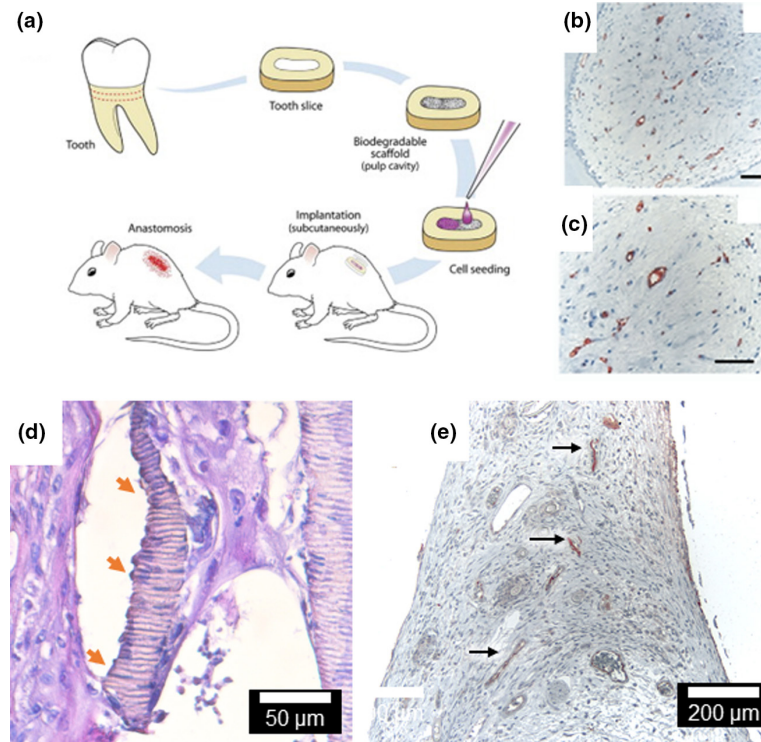 (a)
Tooth
Tooth slice
Biodegradable
scaffold
(pulp cavity)
Cell seeding
Implantation
(subcutaneously)
Anastomosis
(b)
(c)
(d)
50 µm
(e)
200 µm